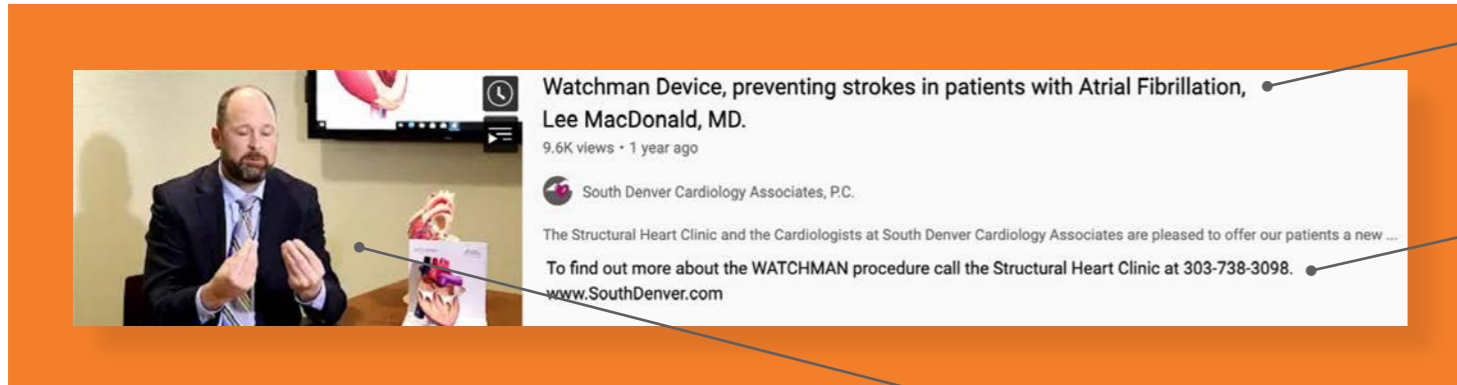 Watchman Device, preventing strokes in patients with Atrial Fibrillation,
Lee MacDonald, MD.
9.6K views • 1 year ago
South Denver Cardiology Associates, P.C.
The Structural Heart Clinic and the Cardiologists at South Denver Cardiology Associates are pleased to offer our patients a new ...
To find out more about the WATCHMAN procedure call the Structural Heart Clinic at 303-738-3098.
www.SouthDenver.com